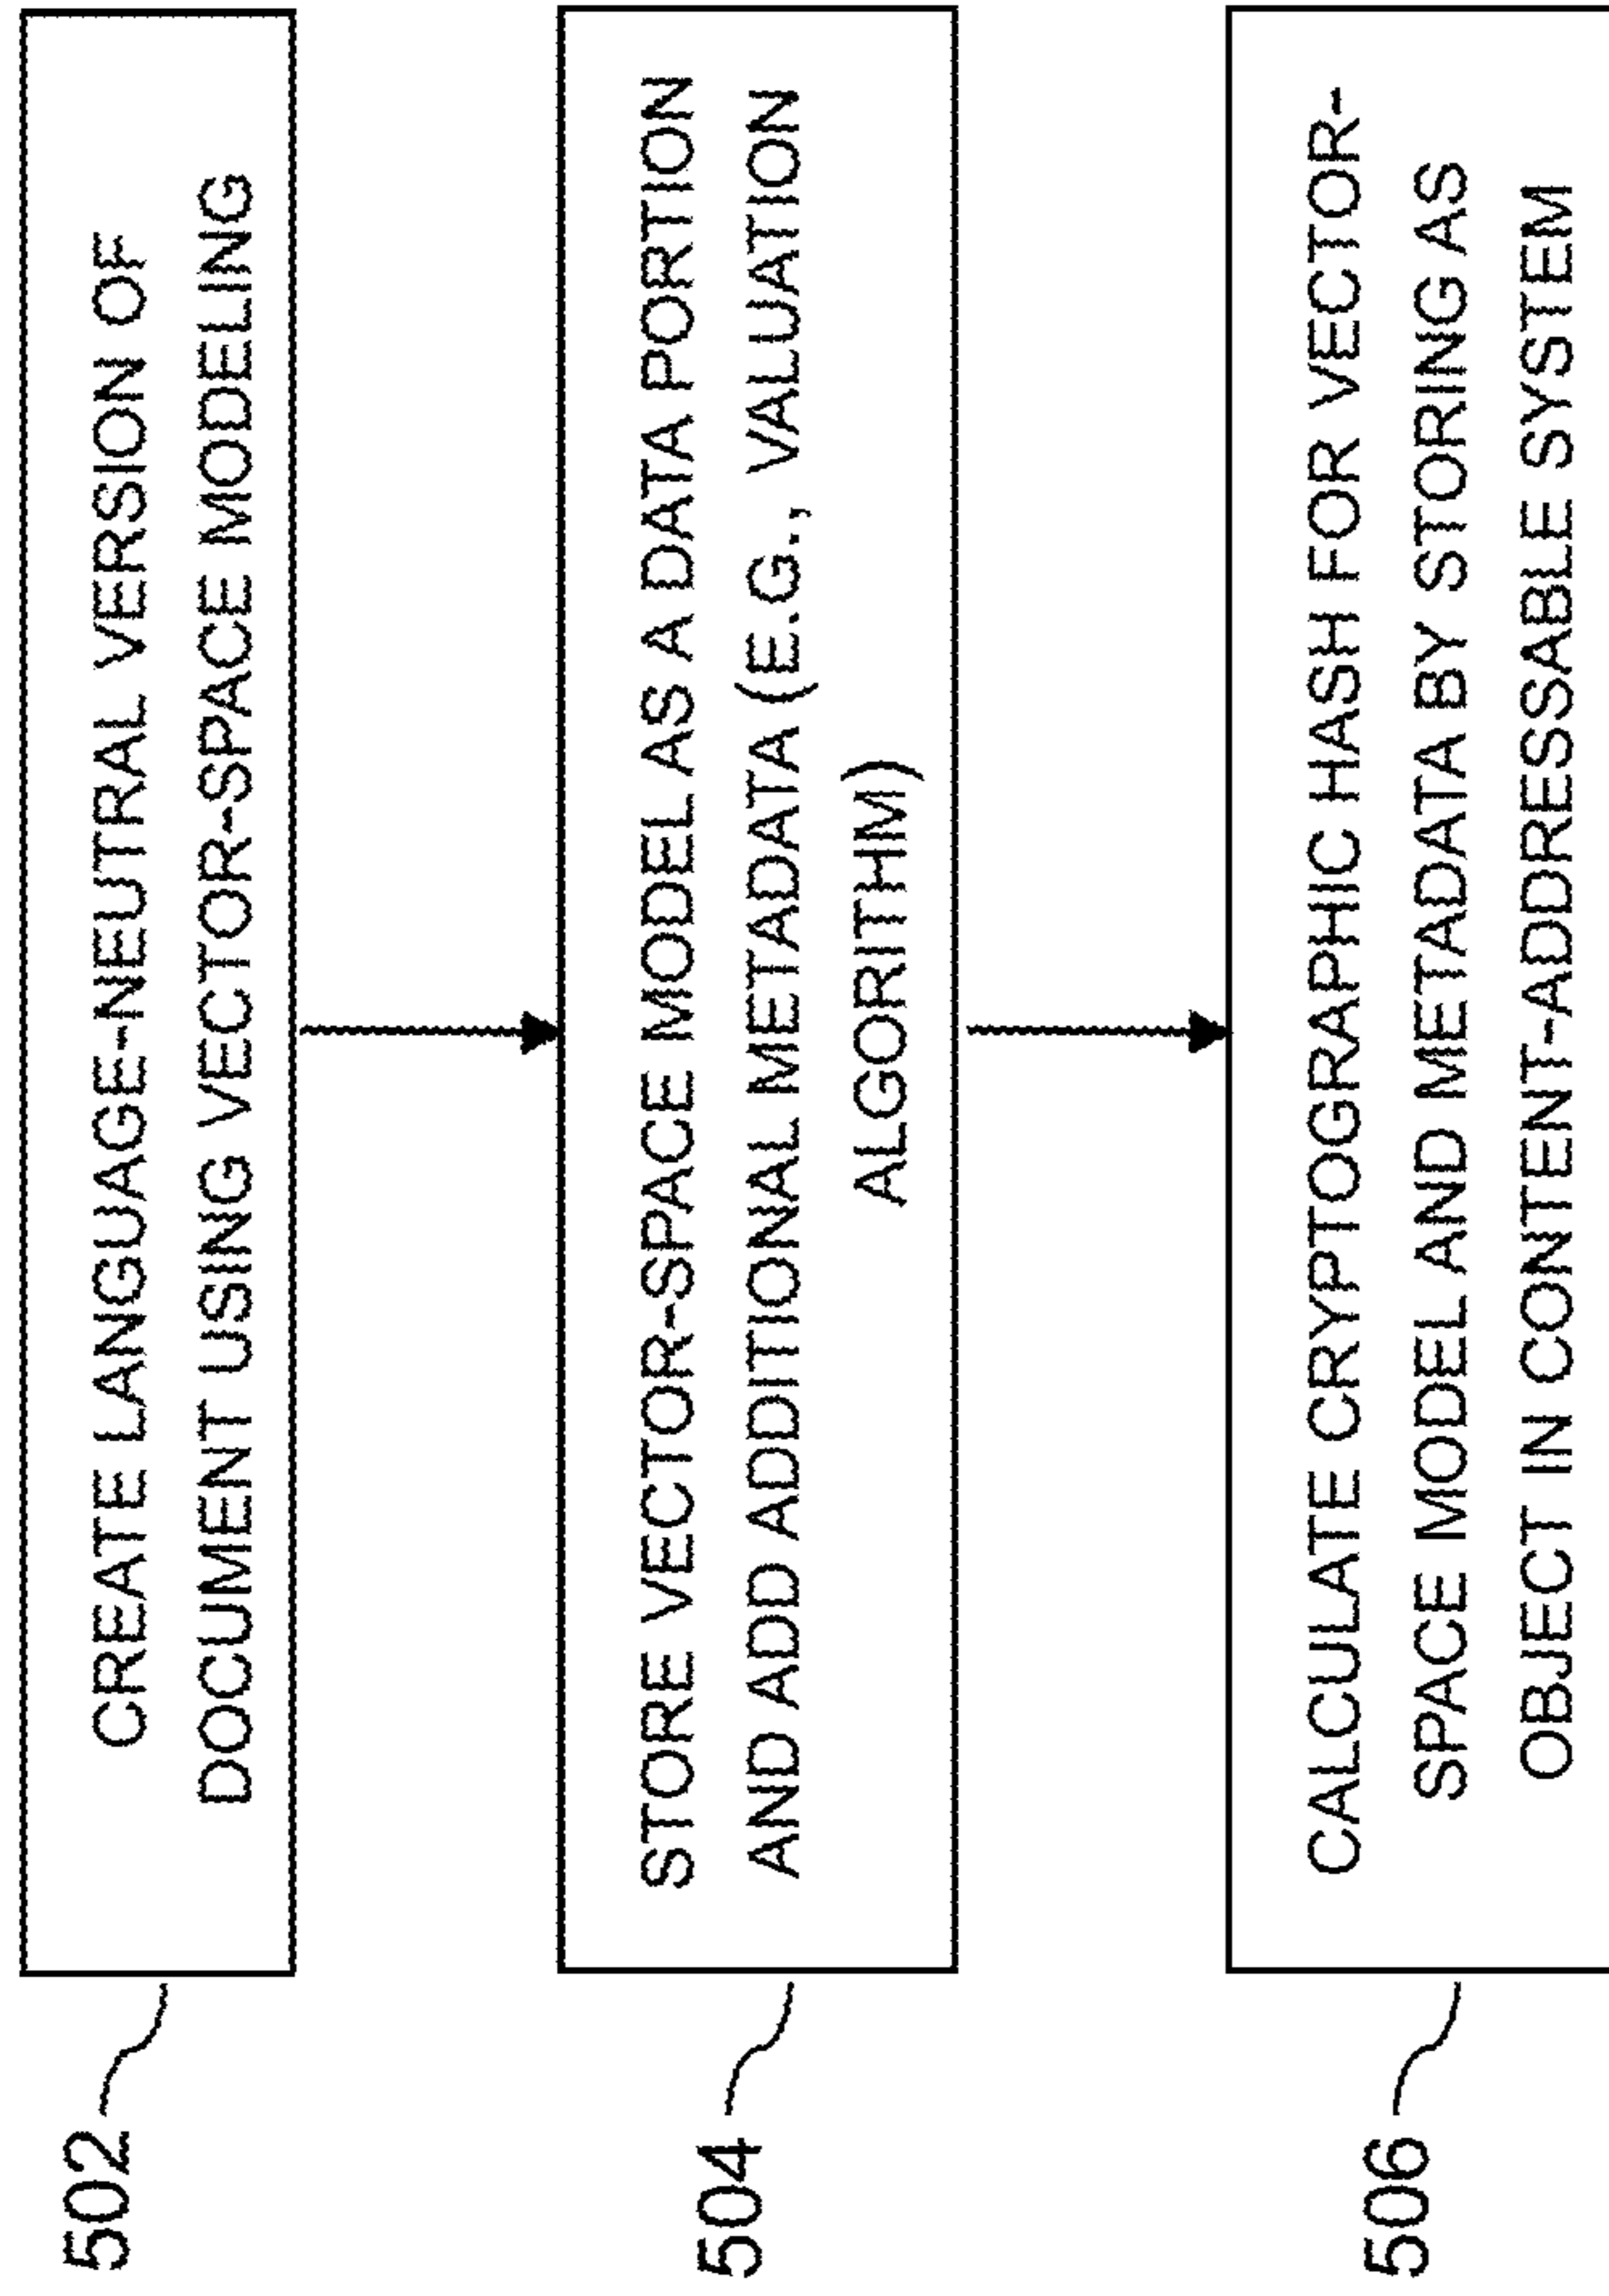 502
CREATE LANGUAGE-NEUTRAL VERSION OF
DOCUMENT USING VECTOR-SPACE MODELING
504
STORE VECTOR-SPACE MODEL AS A DATA PORTION
AND ADD ADDITIONAL METADATA (E.G., VALUATION
ALGORITHM)
506
CALCULATE CRYPTOGRAPHIC HASH FOR VECTOR-
SPACE MODEL AND METADATA BY STORING AS
OBJECT IN CONTENT-ADDRESSABLE SYSTEM